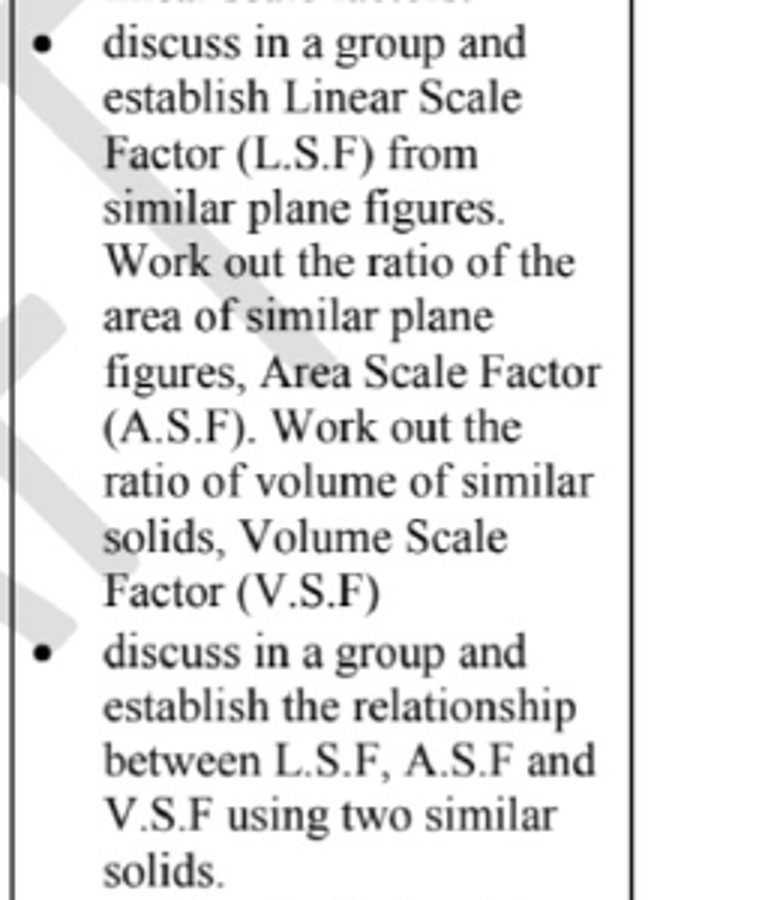 • discuss in a group and
establish Linear Scale
Factor (L.S.F) from
similar plane figures.
Work out the ratio of the
area of similar plane
figures, Area Scale Factor
(A.S.F). Work out the
ratio of volume of similar
solids, Volume Scale
Factor (V.S.F)
• discuss in a group and
establish the relationship
between L.S.F, A.S.F and
V.S.F using two similar
solids.